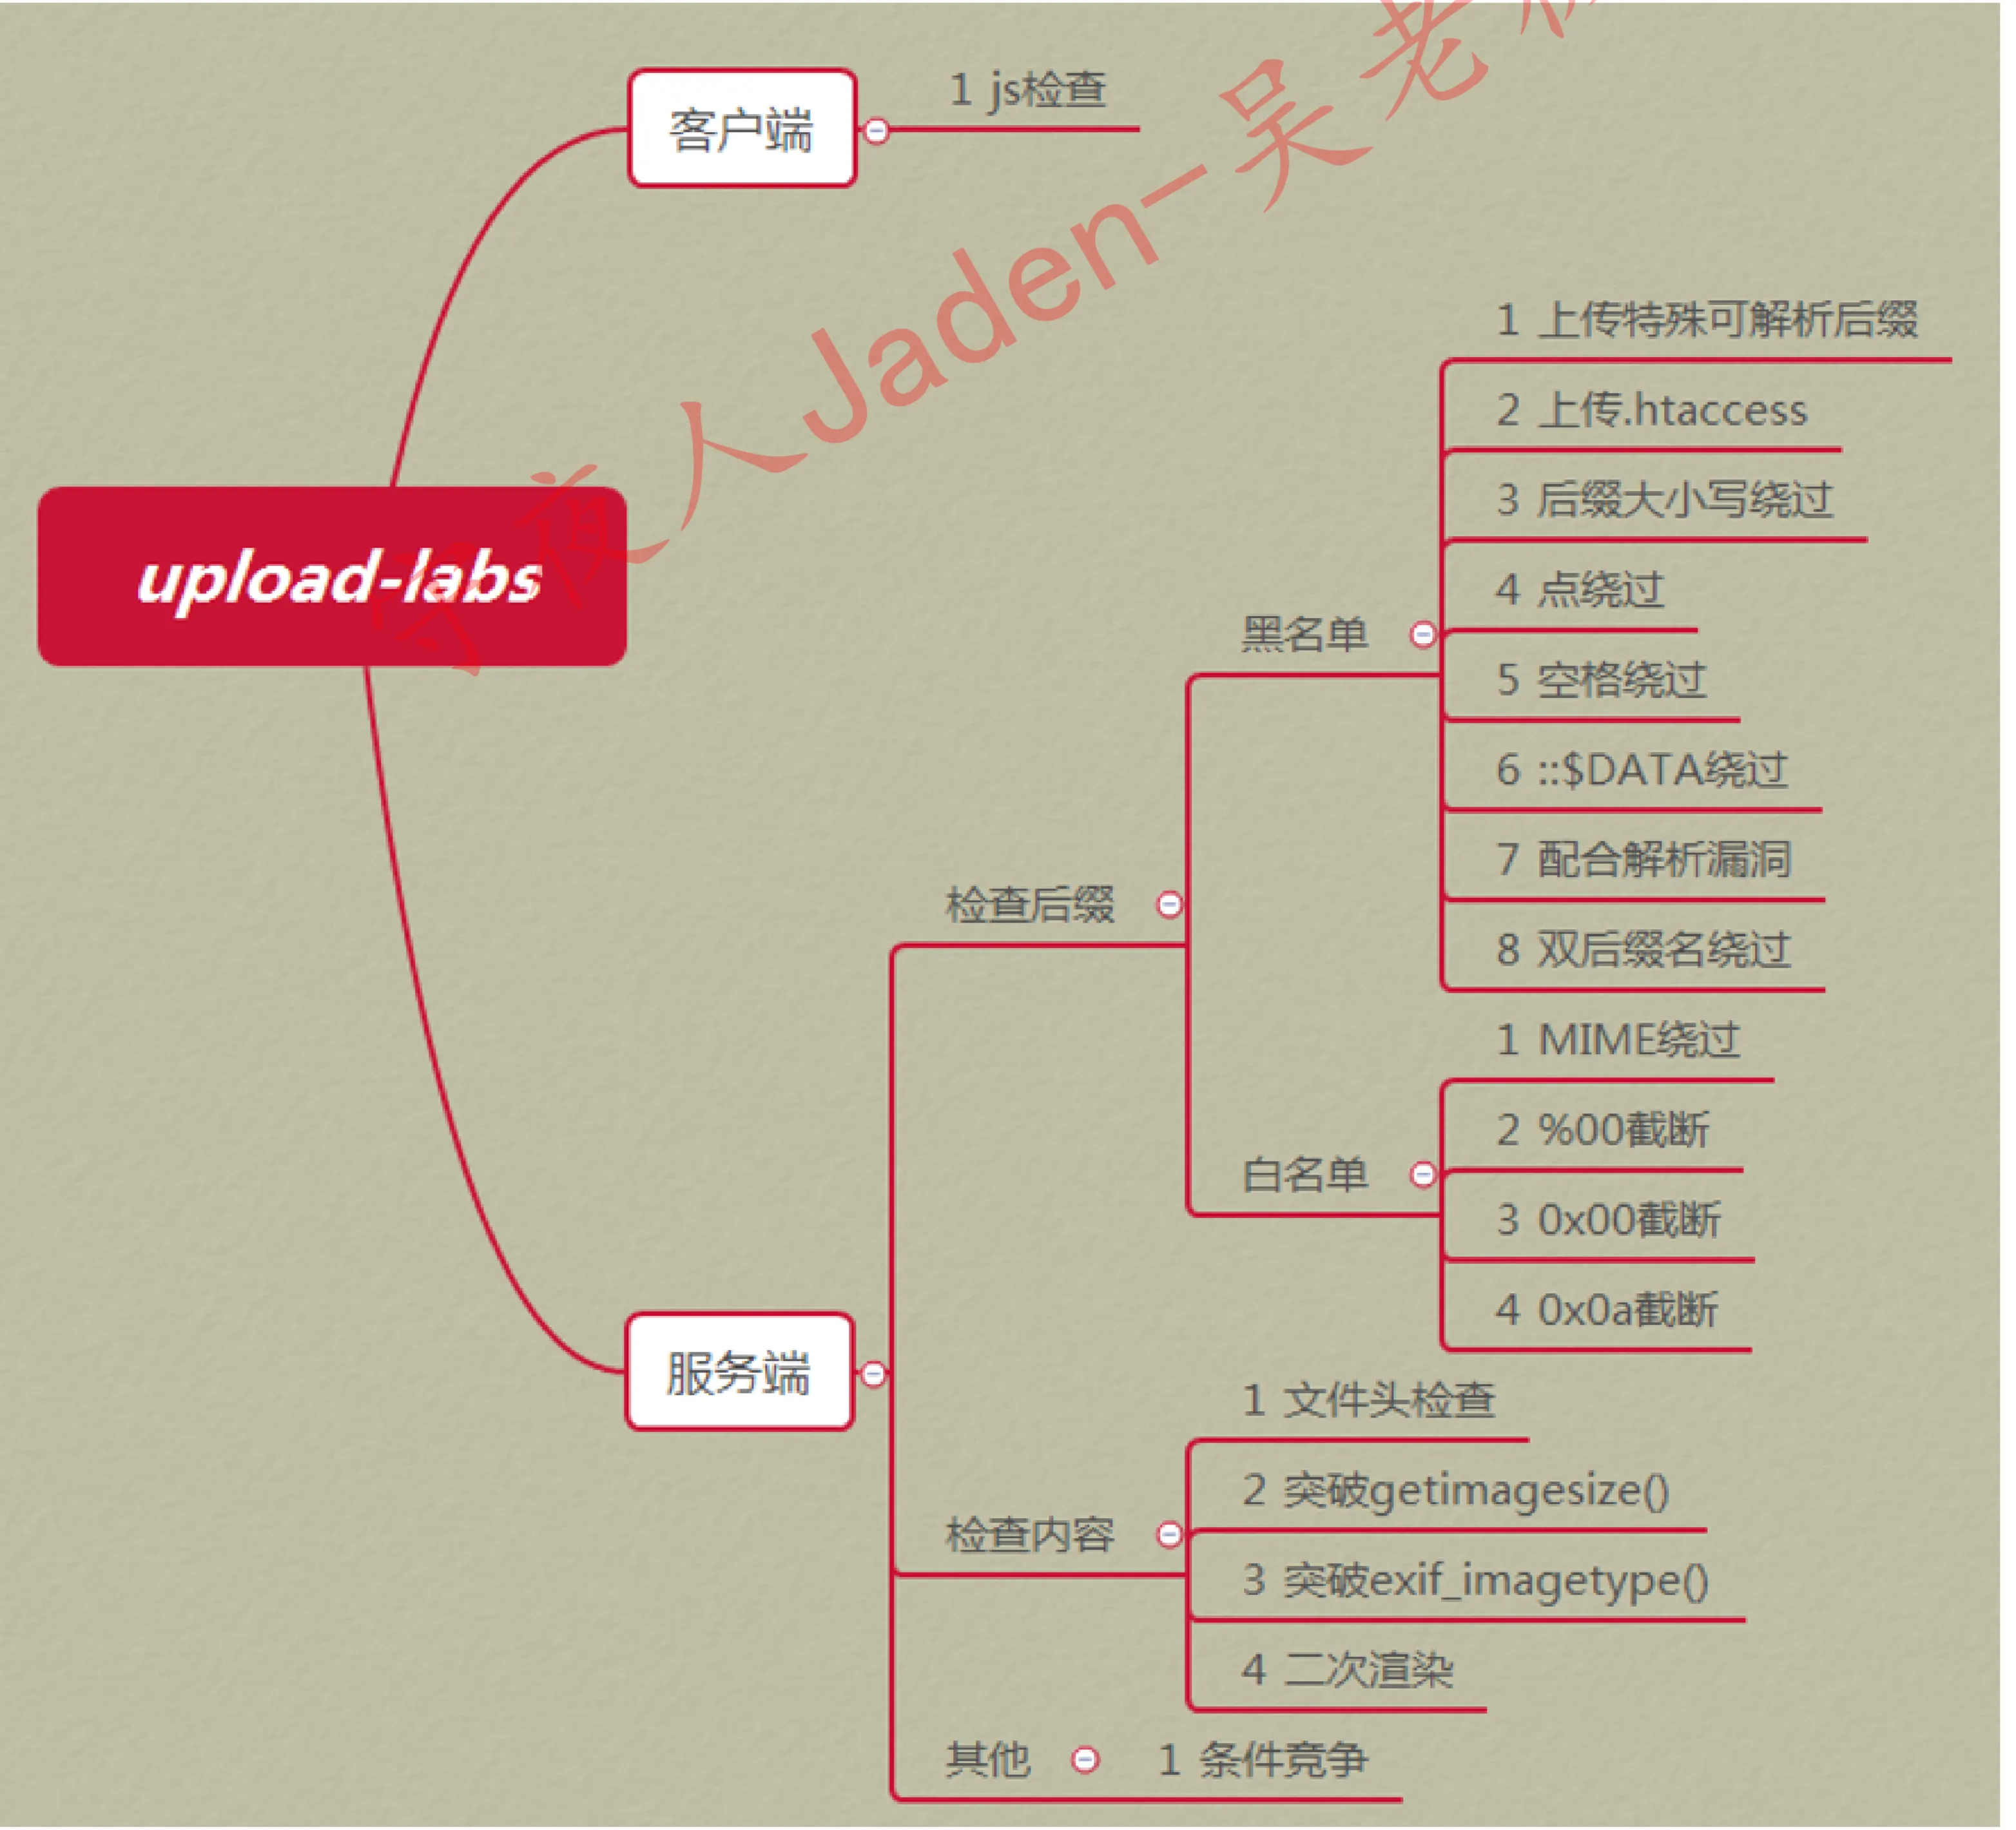 客户端
1 js检查
upload-labs
服务端
检查后缀
黑名单
1 上传特殊可解析后缀
2 上传.htaccess
3 后缀大小写绕过
4 点绕过
5 空格绕过
6 ::$DATA绕过
7 配合解析漏洞
8 双后缀名绕过
白名单
1 MIME绕过
2 %00截断
3 0x00截断
4 0x0a截断
检查内容
1 文件头检查
2 突破getimagesize()
3 突破exif_imagetype()
4 二次渲染
其他
1 条件竞争
守夜人Jaden-吴老